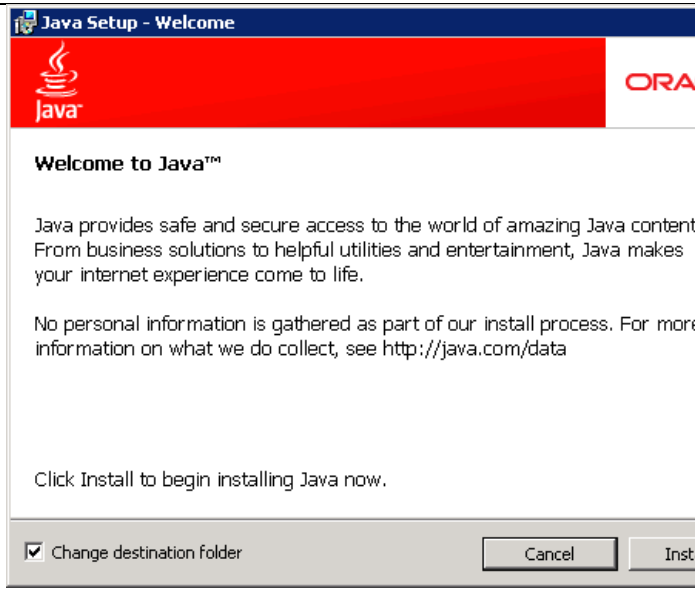 Java Setup - Welcome
Java
ORA
Welcome to Java™
Java provides safe and secure access to the world of amazing Java content
From business solutions to helpful utilities and entertainment, Java makes
your internet experience come to life.
No personal information is gathered as part of our install process. For more
information on what we do collect, see http://java.com/data
Click Install to begin installing Java now.
Change destination folder
Cancel
Inst